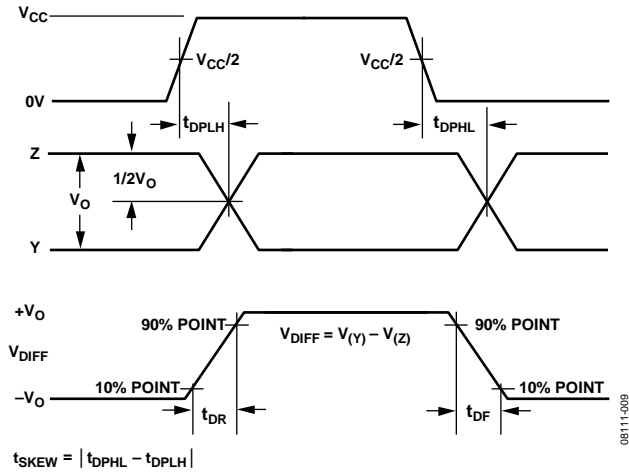 VCC
VCC/2
VCC/2
0V
tDPLH
tDPHL
Z
1/2VO
VO
Y
+VO
90% POINT
VDIFF = V(Y) – V(Z)
90% POINT
VDIFF
10% POINT
10% POINT
–VO
tDR
tDF
tSKEW = |tDPHL – tDPLH|
08111-009